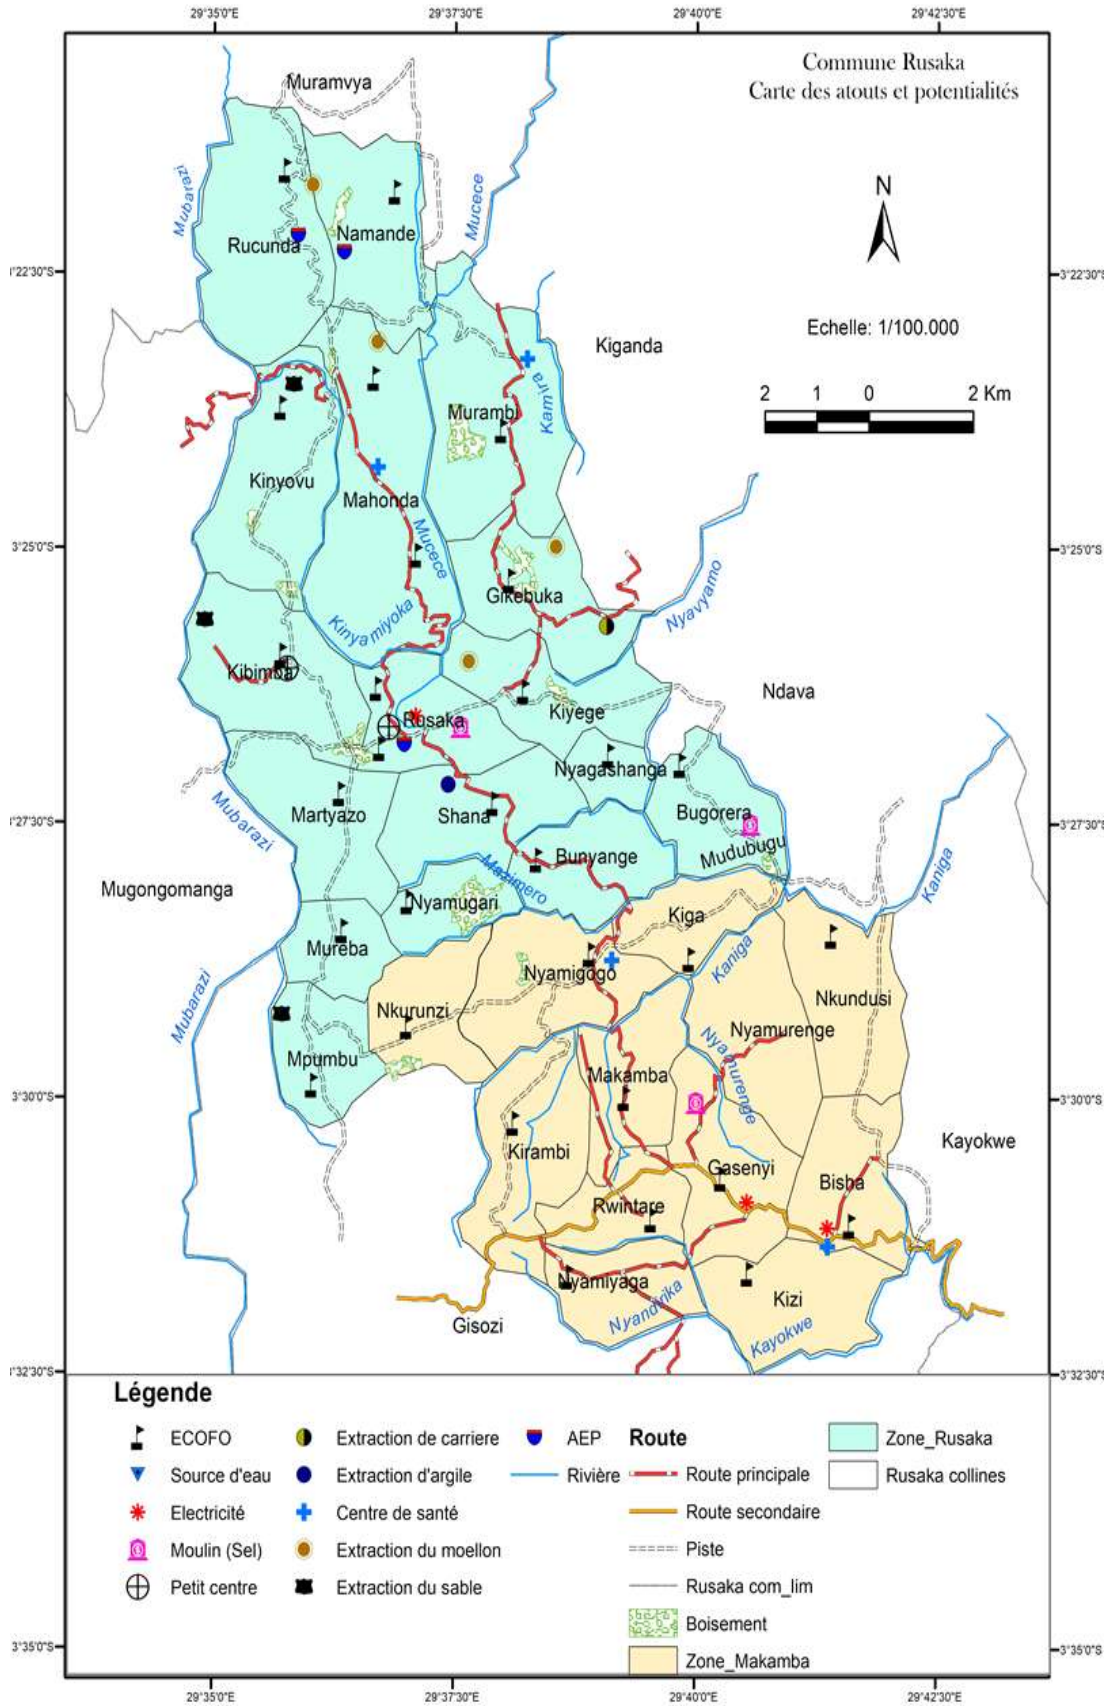 29°35'0"E 29°37'30"E 29°40'0"E 29°42'30"E
Commune Rusaka
Carte des atouts et potentialités
Muramvya
N
Mubarazi
Mucece
Rucunda
Namande
3°22'30"S
Echelle: 1/100.000
Kiganda
2 1 0 2 Km
Kamira
Murambi
Kinyovu
Mahonda
Mucece
3°25'0"S 3°25'0"S
Gikebuka
Nyavyamo
Kinyamiyoka
Kibimba
Ndava
Rusaka
Kiyege
Nyagashanga
Mubarazi
Martyazo
Shana
Bugorera
3°27'30"S 3°27'30"S
Mudubugu
Bunyange
Mazimero
Kaniga
Mugongomanga
Nyamugari
Kiga
Mureba
Kaniga
Nyamigogo
Mubarazi
Nkurunzi
Nkundusi
Nyamurenge
Nyamurenge
Mpumbu
Makamba
3°30'0"S 3°30'0"S
Kayokwe
Kirambi
Gasenyi
Bisha
Rwintare
Nyamiyaga
Nyandvika
Kizi
Gisozi
Kayokwe
3°32'30"S
Légende
ECOFO
Source d'eau
Electricité
Moulin (Sel)
Petit centre
Extraction de carriere
Extraction d'argile
Centre de santé
Extraction du moellon
Extraction du sable
AEP
Rivière
Route
Route principale
Route secondaire
Piste
Rusaka com_lim
Boisement
Zone_Makamba
Zone_Rusaka
Rusaka collines
3°35'0"S 3°35'0"S
29°35'0"E 29°37'30"E 29°40'0"E 29°42'30"E